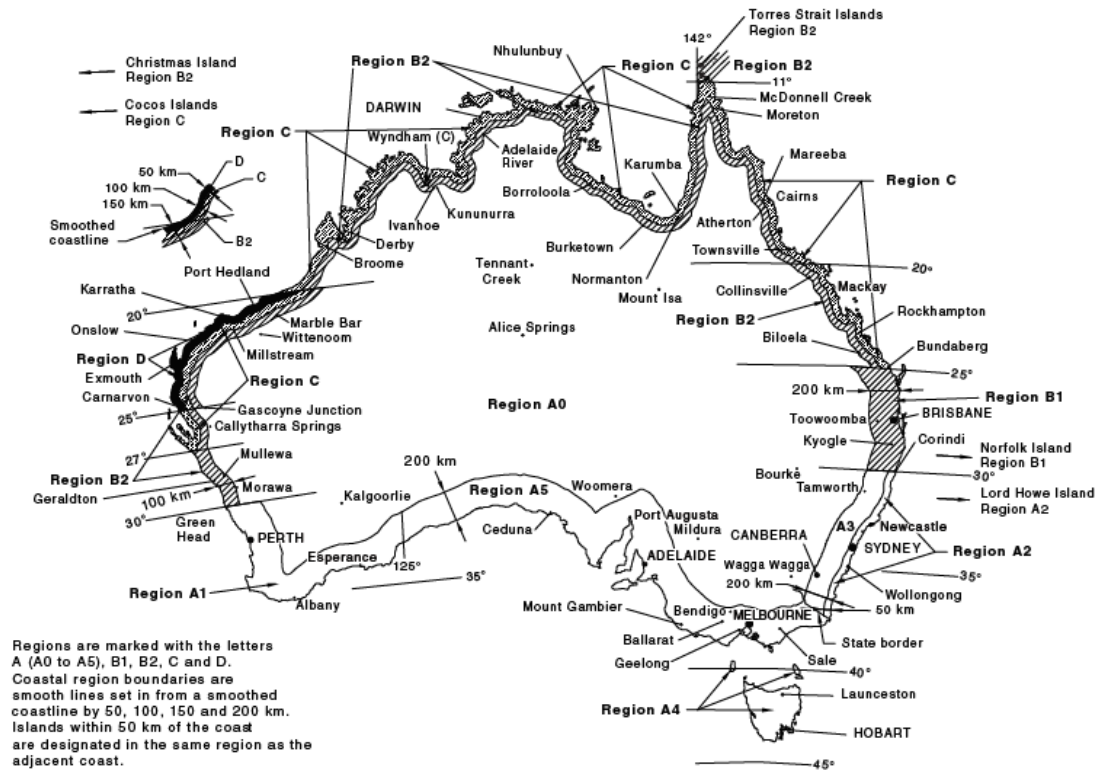 Torres Strait Islands
Region B2
142°
Nhulunbuy
Region B2
Region C
Region B2
11°
Christmas Island
Region B2
Cocos Islands
Region C
DARWIN
McDonnell Creek
Moreton
Region C
Wyndham (C)
Adelaide
River
Karumba
Mareeba
D
50 km
C
100 km
150 km
Borroloola
Region C
Cairns
Smoothed
coastline
B2
Ivanhoe
Kununurra
Atherton
Derby
Burketown
Townsville
Port Hedland
Broome
Tennant
Creek
Normanton
20°
Karratha
Mount Isa
Collinsville
Mackay
20°
Marble Bar
Region B2
Rockhampton
Onslow
Wittenoom
Alice Springs
Region D
Millstream
Biloela
Bundaberg
Exmouth
Region C
25°
Carnarvon
200 km
Region B1
25°
Gascoyne Junction
Region A0
Toowoomba
BRISBANE
Callytharra Springs
Kyogle
Corindi
27°
Norfolk Island
Region B1
Mullewa
200 km
Region B2
Bourke
30°
Geraldton
100 km
Morawa
Kalgoorlie
Region A5
Woomera
Tamworth
Lord Howe Island
Region A2
30°
Green
Head
Port Augusta
Mildura
A3
Newcastle
Ceduna
CANBERRA
PERTH
SYDNEY
Region A2
Esperance
ADELAIDE
125°
Wagga Wagga
35°
35°
200 km
Region A1
Wollongong
Albany
Mount Gambier
Bendigo
MELBOURNE
50 km
Ballarat
State border
Geelong
Sale
40°
Launceston
Region A4
HOBART
45°
Regions are marked with the letters
A (A0 to A5), B1, B2, C and D.
Coastal region boundaries are
smooth lines set in from a smoothed
coastline by 50, 100, 150 and 200 km.
Islands within 50 km of the coast
are designated in the same region as the
adjacent coast.